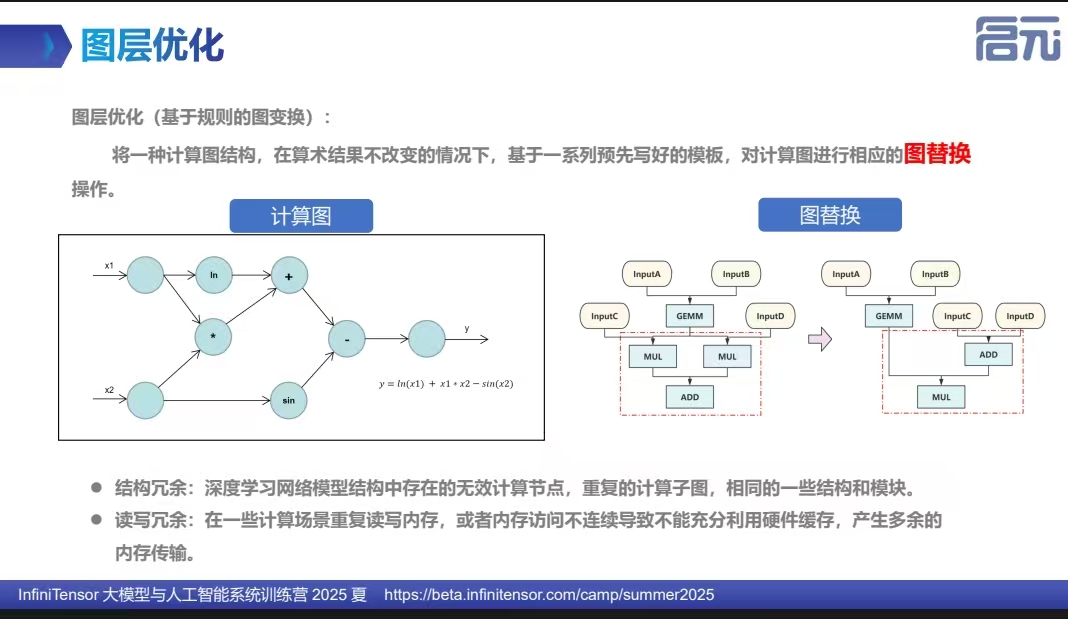 图层优化
启元
图层优化（基于规则的图变换）：
将一种计算图结构，在算术结果不改变的情况下，基于一系列预先写好的模板，对计算图进行相应的图替换
操作。
计算图
图替换
x1
ln
+
*
-
y
x2
sin
y = ln(x1) + x1 * x2 − sin(x2)
InputA
InputB
InputC
GEMM
InputD
MUL
MUL
ADD
InputA
InputB
GEMM
InputC
InputD
ADD
MUL
● 结构冗余：深度学习网络模型结构中存在的无效计算节点，重复的计算子图，相同的一些结构和模块。
● 读写冗余：在一些计算场景重复读写内存，或者内存访问不连续导致不能充分利用硬件缓存，产生多余的
内存传输。
InfiniTensor 大模型与人工智能系统训练营 2025 夏 https://beta.infinitensor.com/camp/summer2025